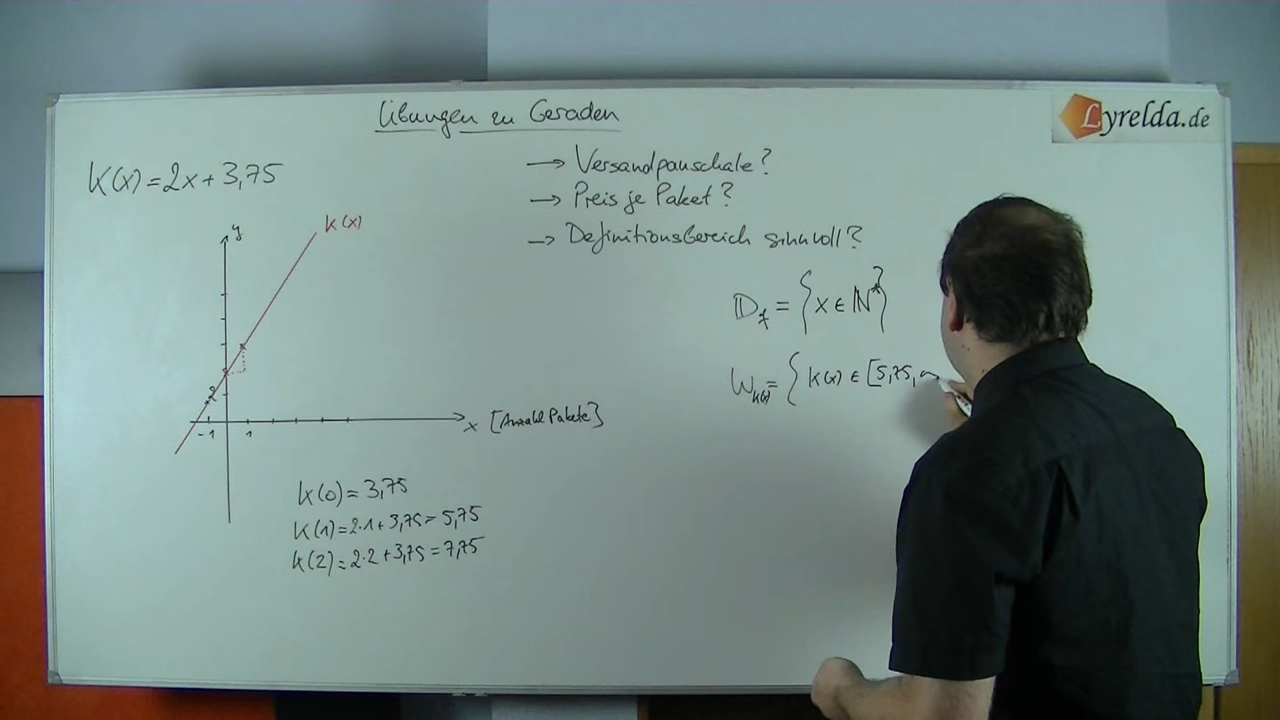 Übungen zu Geraden
Lyrelda.de
K(x)=2x+3,75
→ Versandpauschale?
→ Preis je Paket?
→ Definitionsbereich sinnvoll?
y
K(x)
D_f = {x ∈ ℕ*}
W_K(x) = { K(x) ∈ [5,75,∞
2
-1 1
x [Anzahl Pakete]
K(0)=3,75
K(1)=2·1+3,75=5,75
K(2)=2·2+3,75=7,75